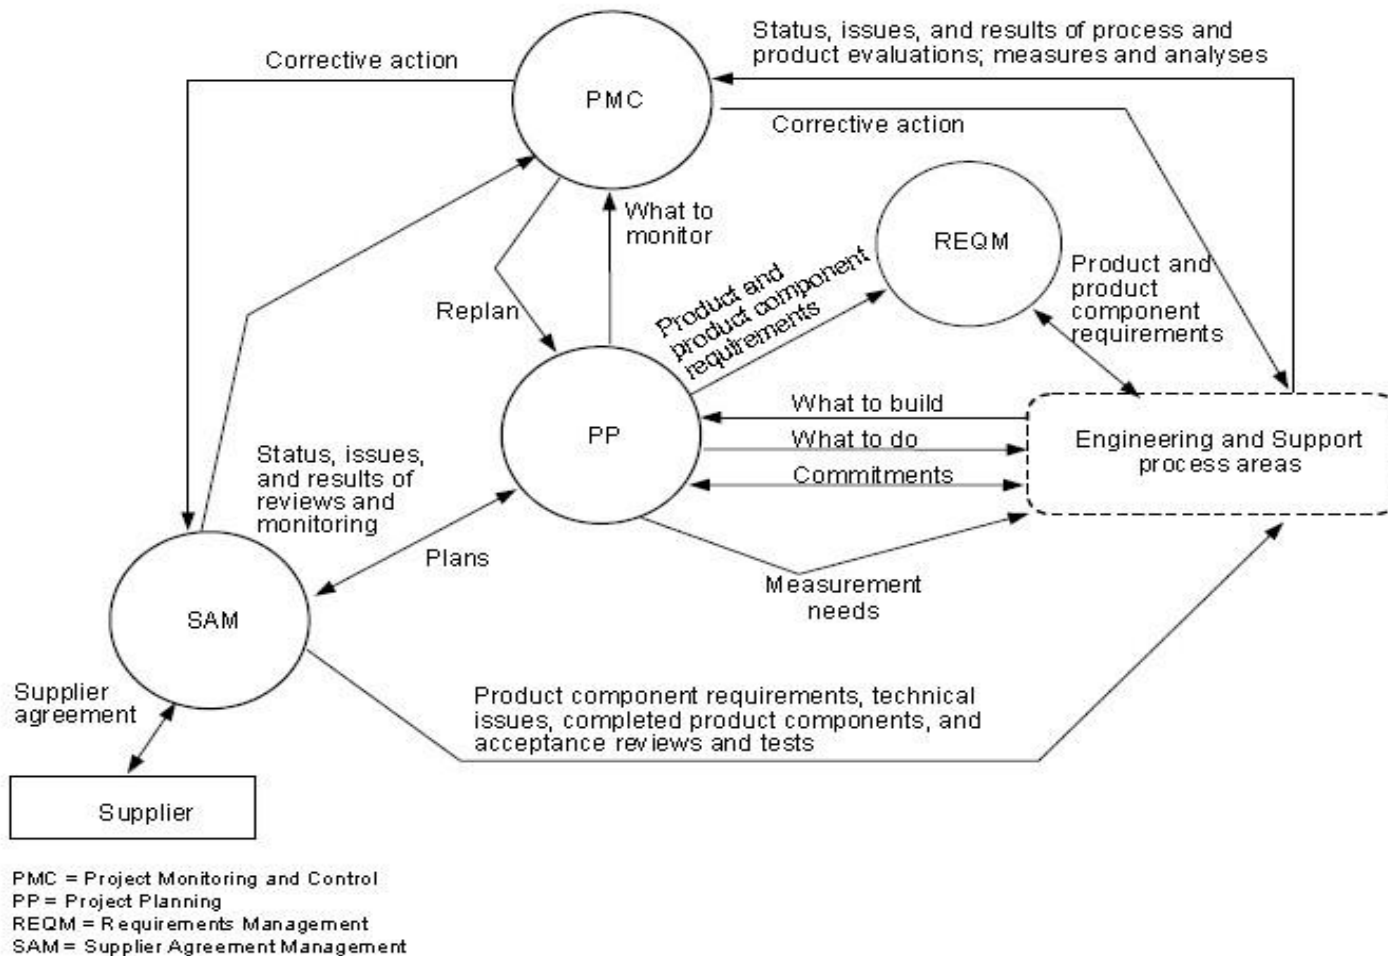 Status, issues, and results of process and
product evaluations; measures and analyses
Corrective action
PMC
Corrective action
What to
monitor
REQM
Product and
product component
requirements
Product and
product
component
requirements
Replan
What to build
PP
What to do
Engineering and Support
process areas
Commitments
Status, issues,
and results of
reviews and
monitoring
Plans
Measurement
needs
SAM
Supplier
agreement
Product component requirements, technical
issues, completed product components, and
acceptance reviews and tests
Supplier
PMC = Project Monitoring and Control
PP = Project Planning
REQM = Requirements Management
SAM = Supplier Agreement Management